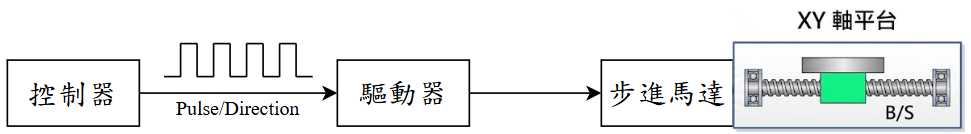 XY 軸平台
控制器
Pulse/Direction
驅動器
步進馬達
B/S